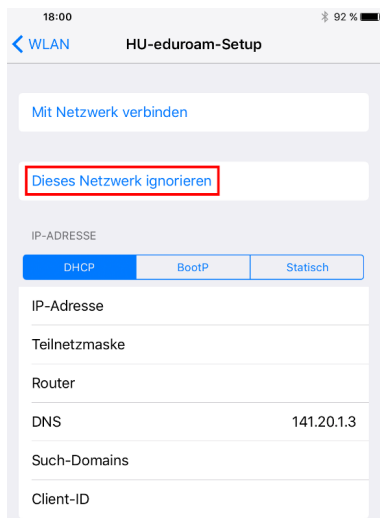 18:00 92 %
WLAN HU-eduroam-Setup
Mit Netzwerk verbinden
Dieses Netzwerk ignorieren
IP-ADRESSE
DHCP BootP Statisch
IP-Adresse
Teilnetzmaske
Router
DNS 141.20.1.3
Such-Domains
Client-ID